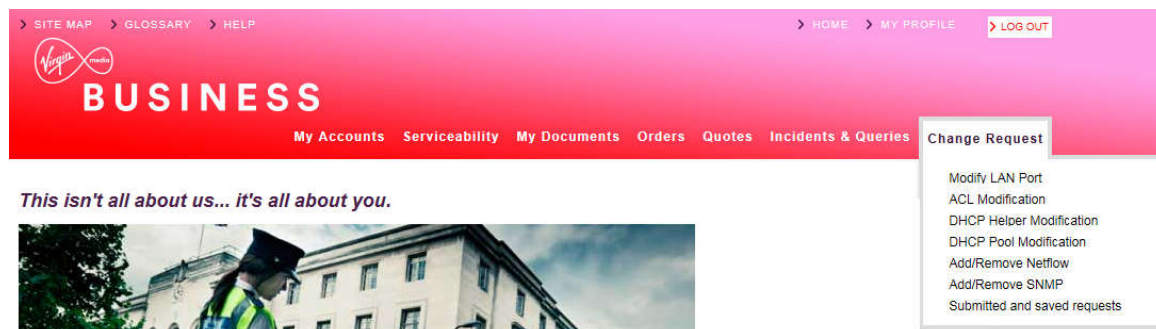 SITE MAP GLOSSARY HELP HOME MY PROFILE LOG OUT
Virgin media
BUSINESS
My Accounts Serviceability My Documents Orders Quotes Incidents & Queries Change Request
Modify LAN Port
ACL Modification
DHCP Helper Modification
DHCP Pool Modification
Add/Remove Netflow
Add/Remove SNMP
Submitted and saved requests
This isn't all about us... it's all about you.